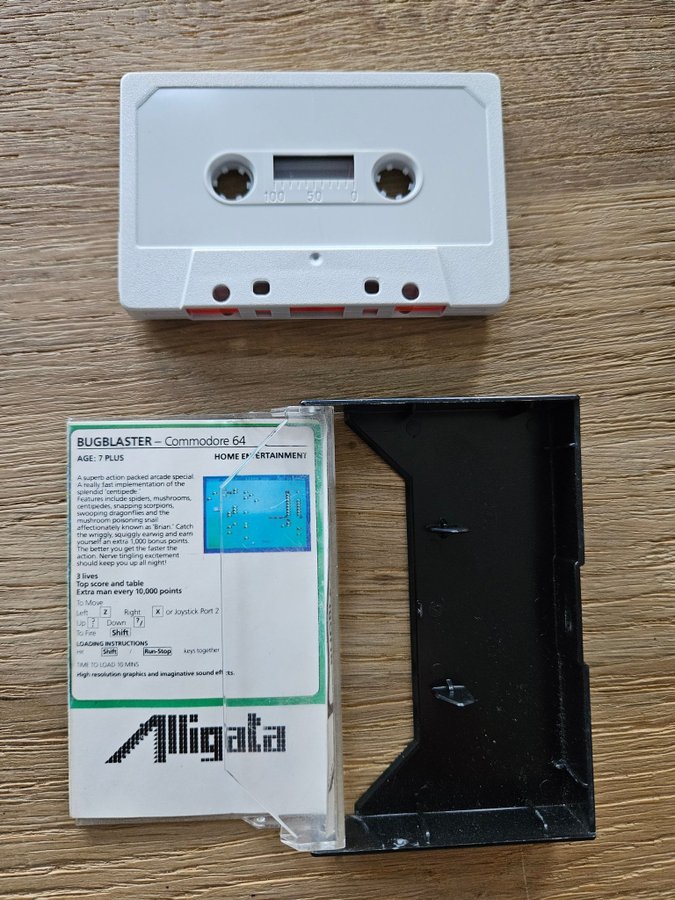 100 50 0
BUGBLASTER – Commodore 64
AGE: 7 PLUS HOME ENTERTAINMENT
A superb action packed arcade special.
A really fast implementation of the
splendid 'centipede'.
Features include spiders, mushrooms,
centipedes, snapping scorpions,
swooping dragonflies and the
mushroom poisoning snail
affectionately known as 'Brian.' Catch
the wriggly, squiggly earwig and earn
yourself an extra 1,000 bonus points.
The better you get the faster the
action. Nerve tingling excitement
should keep you up all night!
3 lives
Top score and table
Extra man every 10,000 points
To Move
Left Z Right X or Joystick Port 2
Up Down ?/
To Fire Shift
LOADING INSTRUCTIONS
Hit Shift / Run-Stop keys together
TIME TO LOAD 10 MINS
High resolution graphics and imaginative sound effects.
Alligata